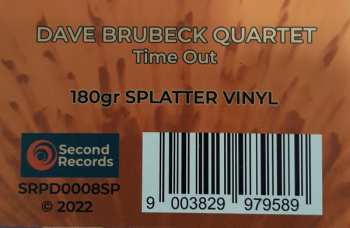 DAVE BRUBECK QUARTET
Time Out
180gr SPLATTER VINYL
Second
Records
SRPD0008SP
© 2022
9 003829 979589